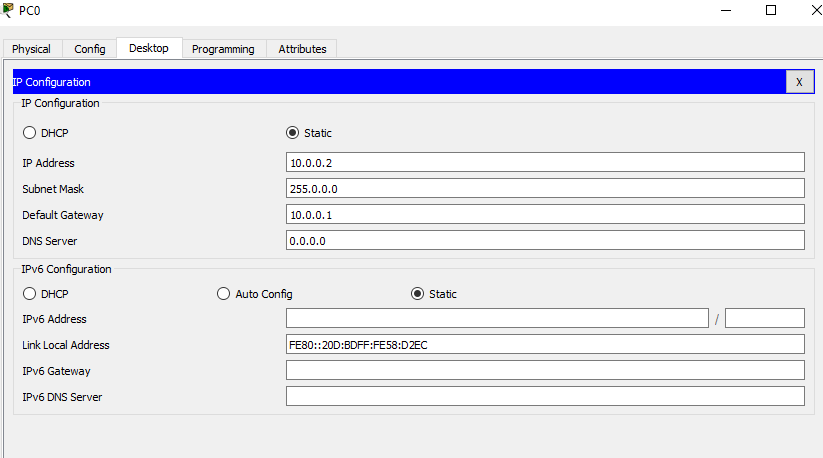 PC0
Physical Config Desktop Programming Attributes
IP Configuration X
IP Configuration
DHCP Static
IP Address 10.0.0.2
Subnet Mask 255.0.0.0
Default Gateway 10.0.0.1
DNS Server 0.0.0.0
IPv6 Configuration
DHCP Auto Config Static
IPv6 Address /
Link Local Address FE80::20D:BDFF:FE58:D2EC
IPv6 Gateway
IPv6 DNS Server